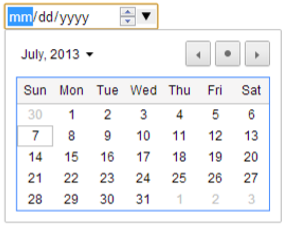 mm/dd/yyyy
July, 2013
Sun Mon Tue Wed Thu Fri Sat
30 1 2 3 4 5 6
7 8 9 10 11 12 13
14 15 16 17 18 19 20
21 22 23 24 25 26 27
28 29 30 31 1 2 3